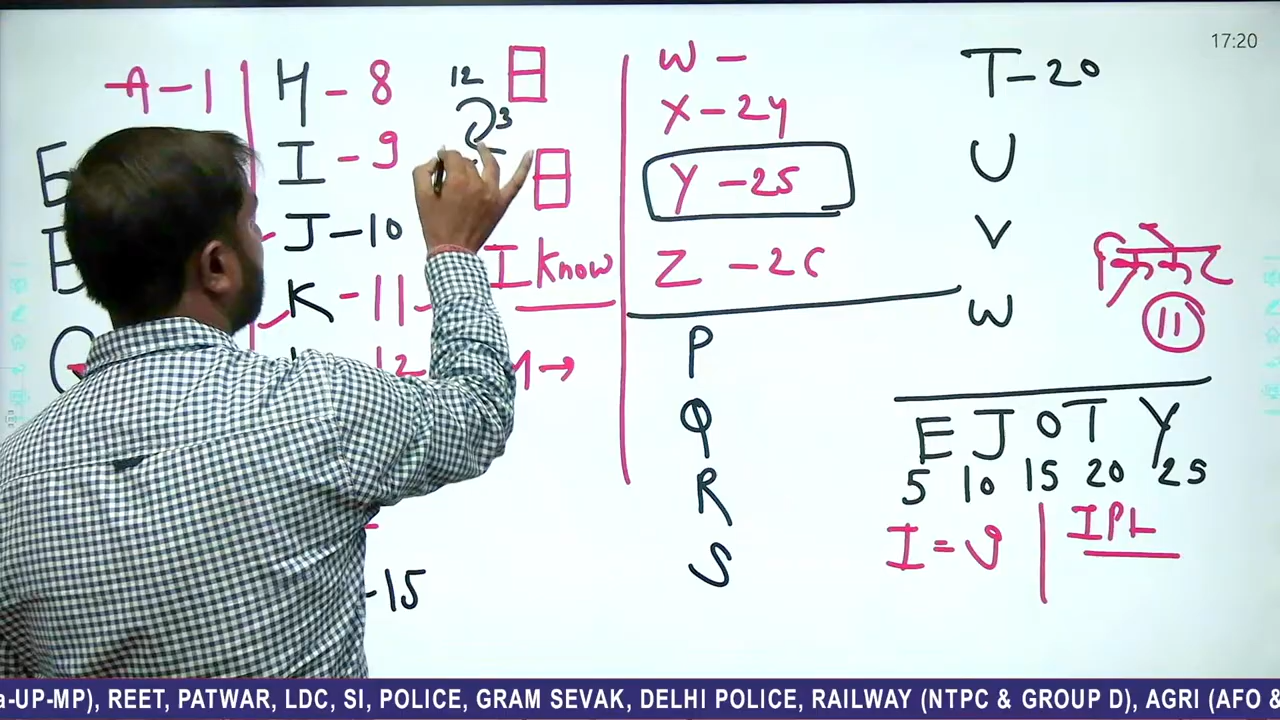 17:20
A-1
H-8
I-9
J-10
K-11
12
-15
12
3
I Know
W-
X-24
Y-25
Z-26
P
Q
R
S
T-20
U
V
W
क्रिकेट
11
E J O T Y
5 10 15 20 25
I=9
IPL
a-UP-MP), REET, PATWAR, LDC, SI, POLICE, GRAM SEVAK, DELHI POLICE, RAILWAY (NTPC & GROUP D), AGRI (AFO &